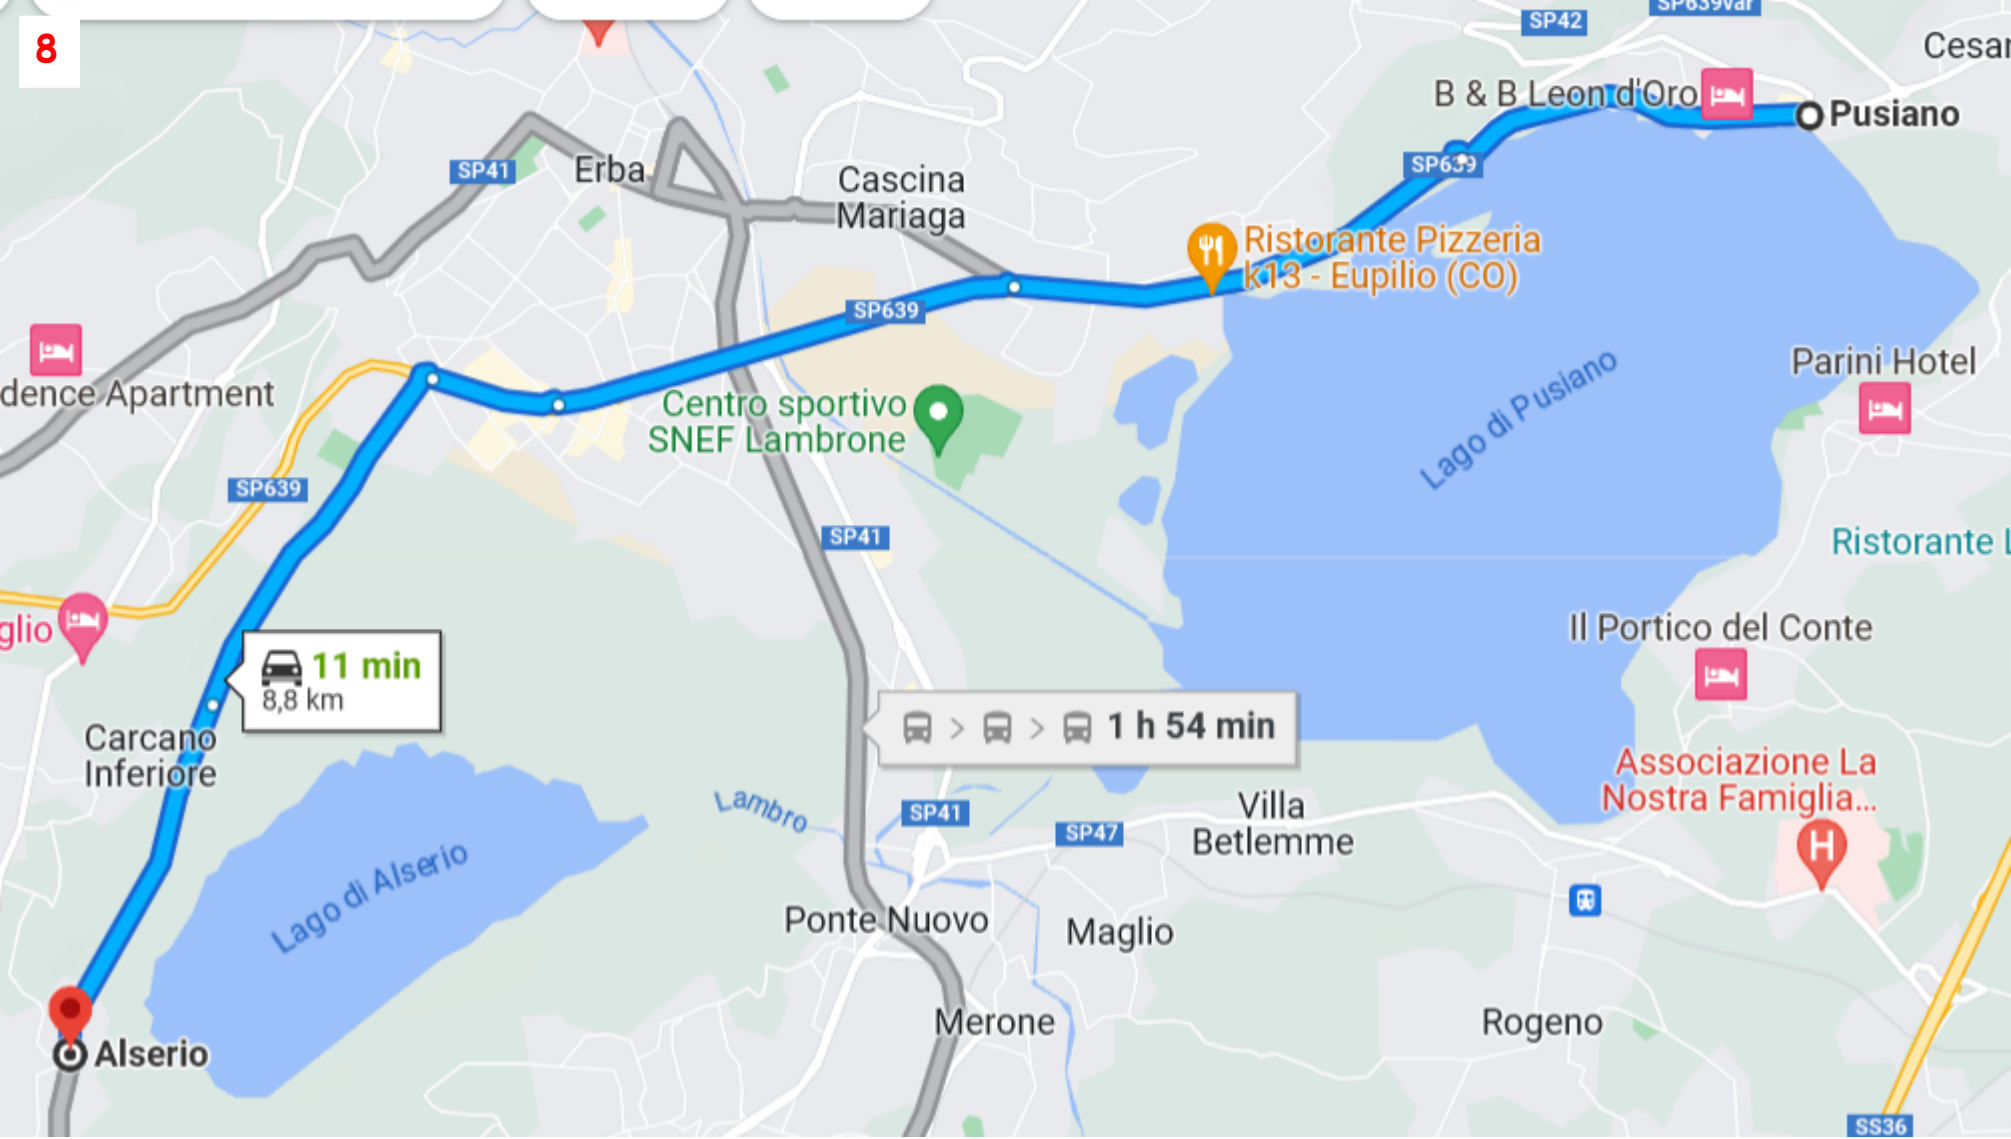 8
SP639var
SP42
Cesar
B & B Leon d'Oro
Pusiano
SP41
Erba
Cascina
Mariaga
SP639
Ristorante Pizzeria
k13 - Eupilio (CO)
SP639
dence Apartment
Parini Hotel
Centro sportivo
SNEF Lambrone
Lago di Pusiano
SP639
SP41
Ristorante L
glio
Il Portico del Conte
11 min
8,8 km
1 h 54 min
Carcano
Inferiore
Associazione La
Nostra Famiglia...
H
Lambro
SP41
SP47
Villa
Betlemme
Lago di Alserio
Ponte Nuovo
Maglio
Merone
Rogeno
Alserio
SS36